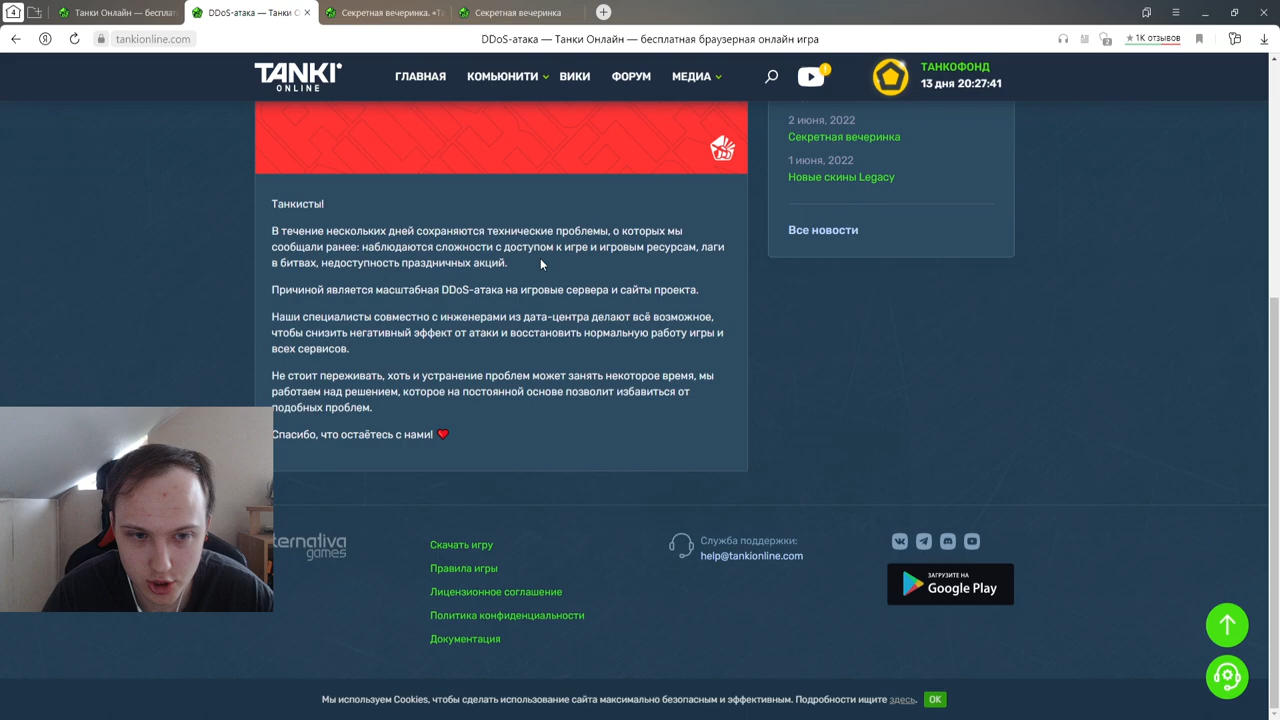 Танки Онлайн — бесплат
DDoS-атака — Танки О
Секретная вечеринка. «Та
Секретная вечеринка
tankionline.com
DDoS-атака — Танки Онлайн — бесплатная браузерная онлайн игра
★ 1К отзывов
TANKI
ONLINE
ГЛАВНАЯ
КОМЬЮНИТИ
ВИКИ
ФОРУМ
МЕДИА
ТАНКОФОНД
13 дня 20:27:41
2 июня, 2022
Секретная вечеринка
1 июня, 2022
Новые скины Legacy
Все новости
Танкисты!
В течение нескольких дней сохраняются технические проблемы, о которых мы
сообщали ранее: наблюдаются сложности с доступом к игре и игровым ресурсам, лаги
в битвах, недоступность праздничных акций.
Причиной является масштабная DDoS-атака на игровые сервера и сайты проекта.
Наши специалисты совместно с инженерами из дата-центра делают всё возможное,
чтобы снизить негативный эффект от атаки и восстановить нормальную работу игры и
всех сервисов.
Не стоит переживать, хоть и устранение проблем может занять некоторое время, мы
работаем над решением, которое на постоянной основе позволит избавиться от
подобных проблем.
Спасибо, что остаётесь с нами! ❤
ternativa
games
Скачать игру
Правила игры
Лицензионное соглашение
Политика конфиденциальности
Документация
Служба поддержки:
help@tankionline.com
ЗАГРУЗИТЕ НА
Google Play
Мы используем Cookies, чтобы сделать использование сайта максимально безопасным и эффективным. Подробности ищите здесь.
OK